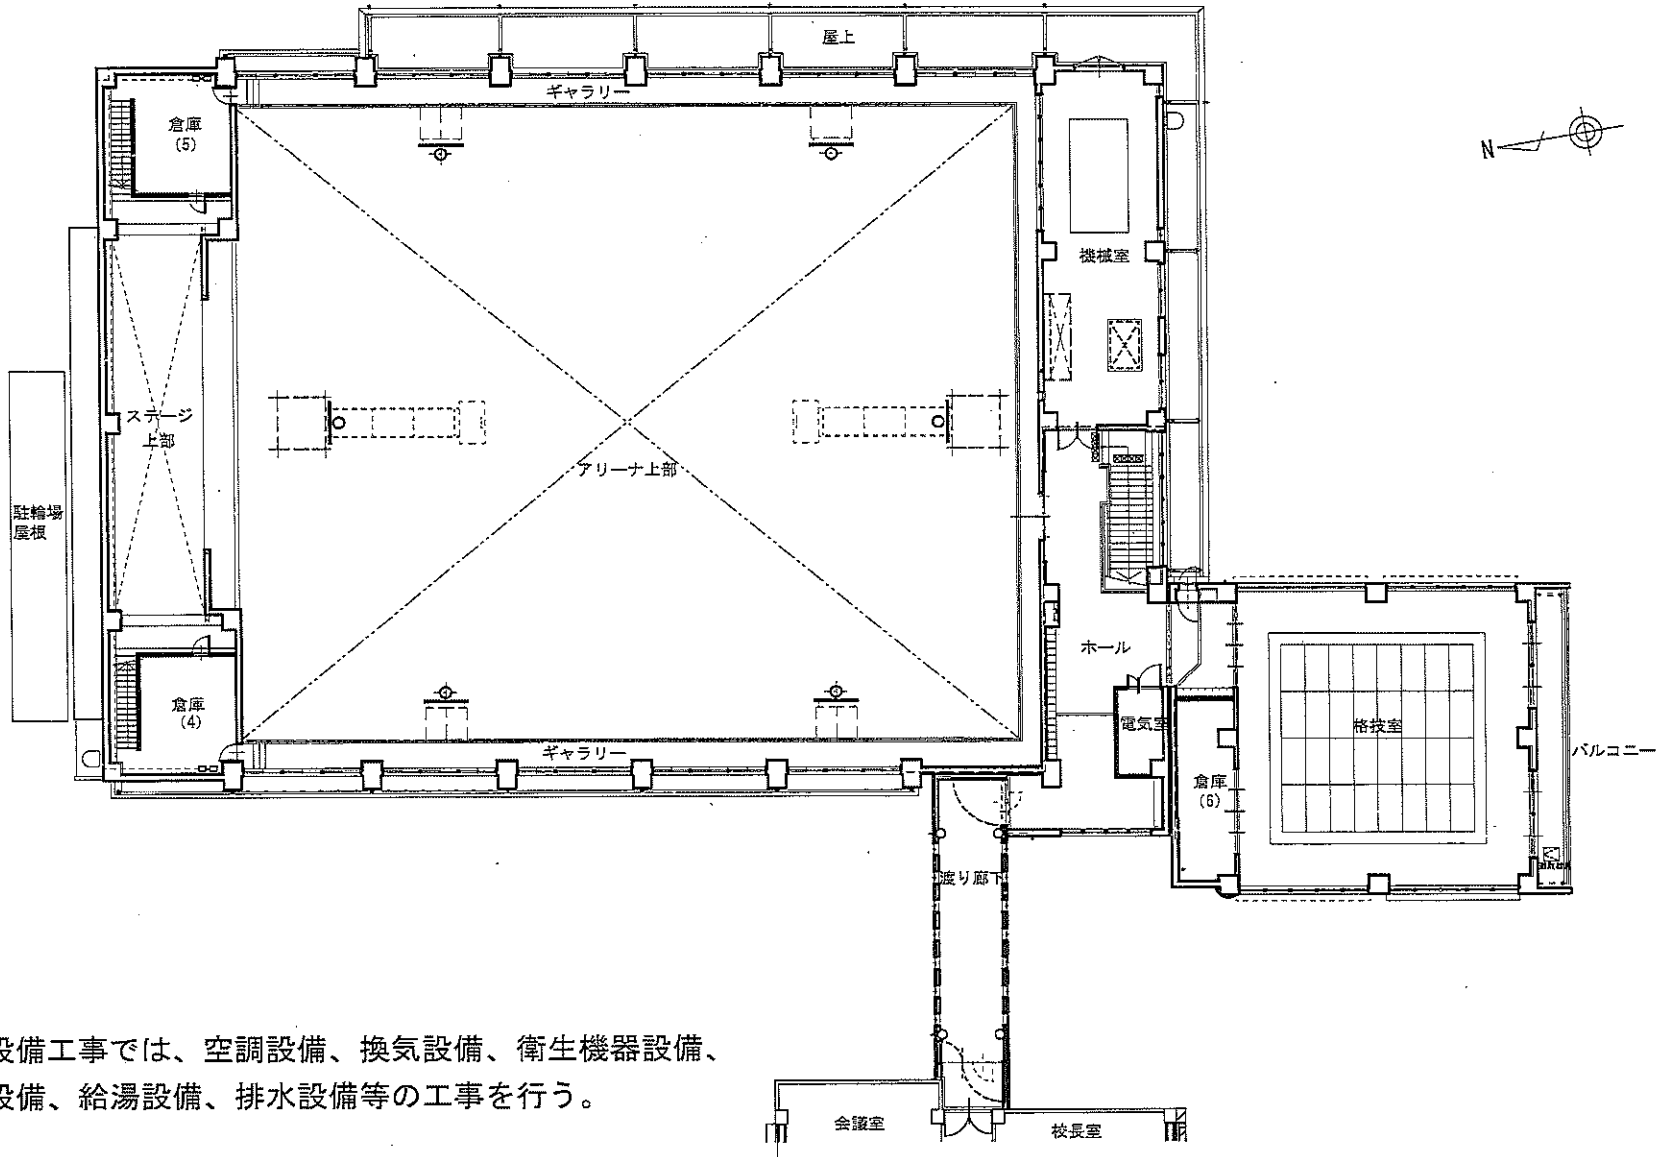 屋上
ギャラリー
倉庫
(5)
N
機械室
ステージ
上部
アリーナ上部
駐輪場
屋根
ホール
倉庫
(4)
電気室
格技室
バルコニー
ギャラリー
倉庫
(6)
渡り廊下
設備工事では、空調設備、換気設備、衛生機器設備、
設備、給湯設備、排水設備等の工事を行う。
会議室
校長室